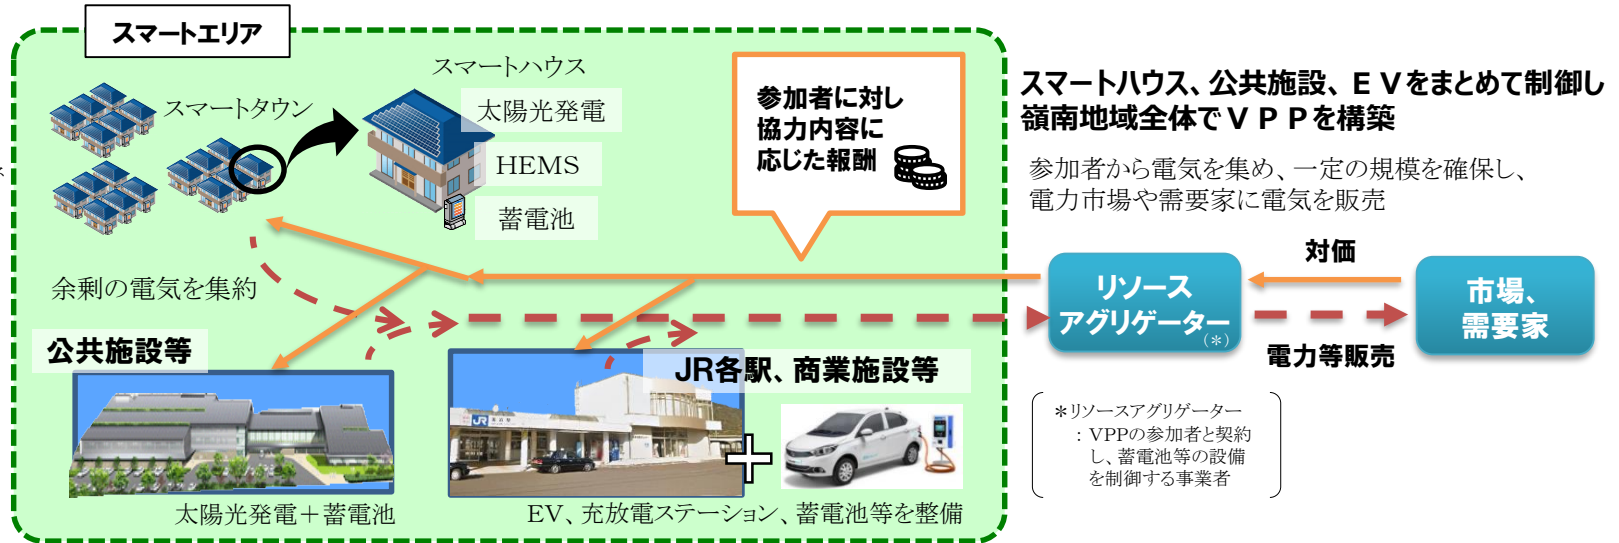 スマートエリア
スマートハウス
スマートタウン
太陽光発電
HEMS
蓄電池
参加者に対し
協力内容に
応じた報酬
スマートハウス、公共施設、ＥＶをまとめて制御し
嶺南地域全体でＶＰＰを構築
参加者から電気を集め、一定の規模を確保し、
電力市場や需要家に電気を販売
余剰の電気を集約
対価
リソース
アグリゲーター
(＊)
市場、
需要家
電力等販売
公共施設等
JR各駅、商業施設等
JR
太陽光発電＋蓄電池
EV、充放電ステーション、蓄電池等を整備
＊リソースアグリゲーター
：VPPの参加者と契約
し、蓄電池等の設備
を制御する事業者